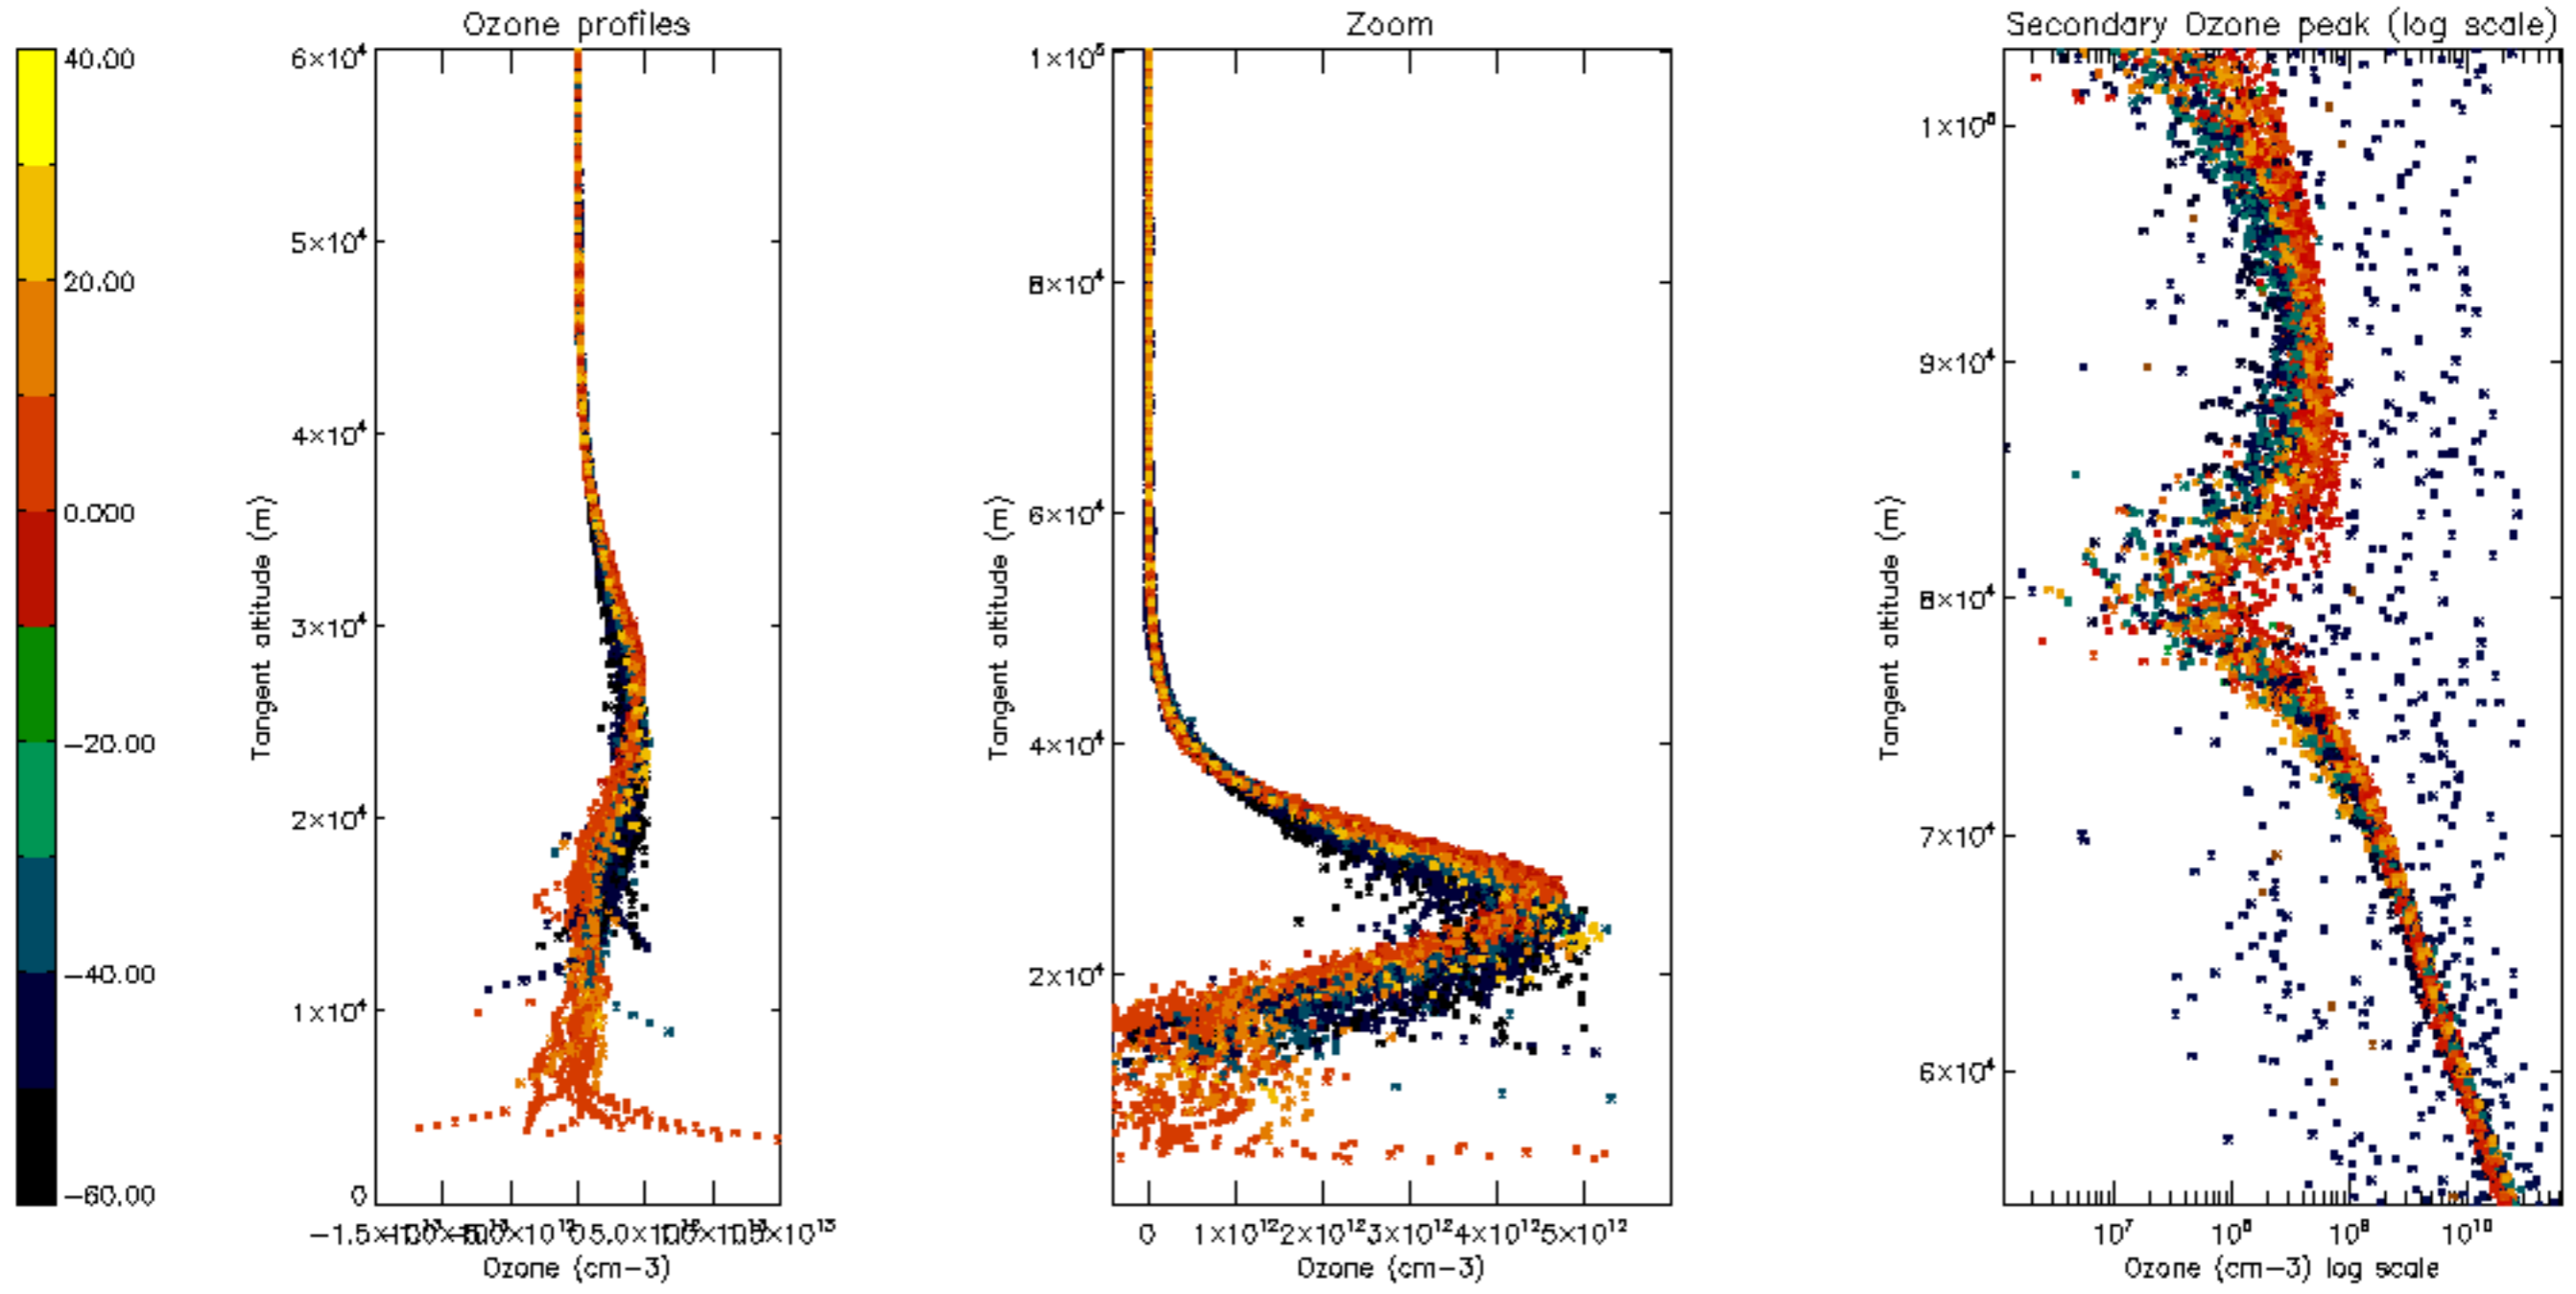 Ozone profiles
Zoom
Secondary Ozone peak (log scale)
40.00
20.00
0.000
−20.00
−40.00
−60.00
Tangent altitude (m)
6×10⁴
5×10⁴
4×10⁴
3×10⁴
2×10⁴
1×10⁴
0
Ozone (cm−3)
Tangent altitude (m)
1×10⁵
8×10⁴
6×10⁴
4×10⁴
2×10⁴
0 1×10¹² 2×10¹² 3×10¹² 4×10¹² 5×10¹²
Ozone (cm−3)
Tangent altitude (m)
1×10⁵
9×10⁴
8×10⁴
7×10⁴
6×10⁴
10⁷ 10⁸ 10⁹ 10¹⁰
Ozone (cm−3) log scale